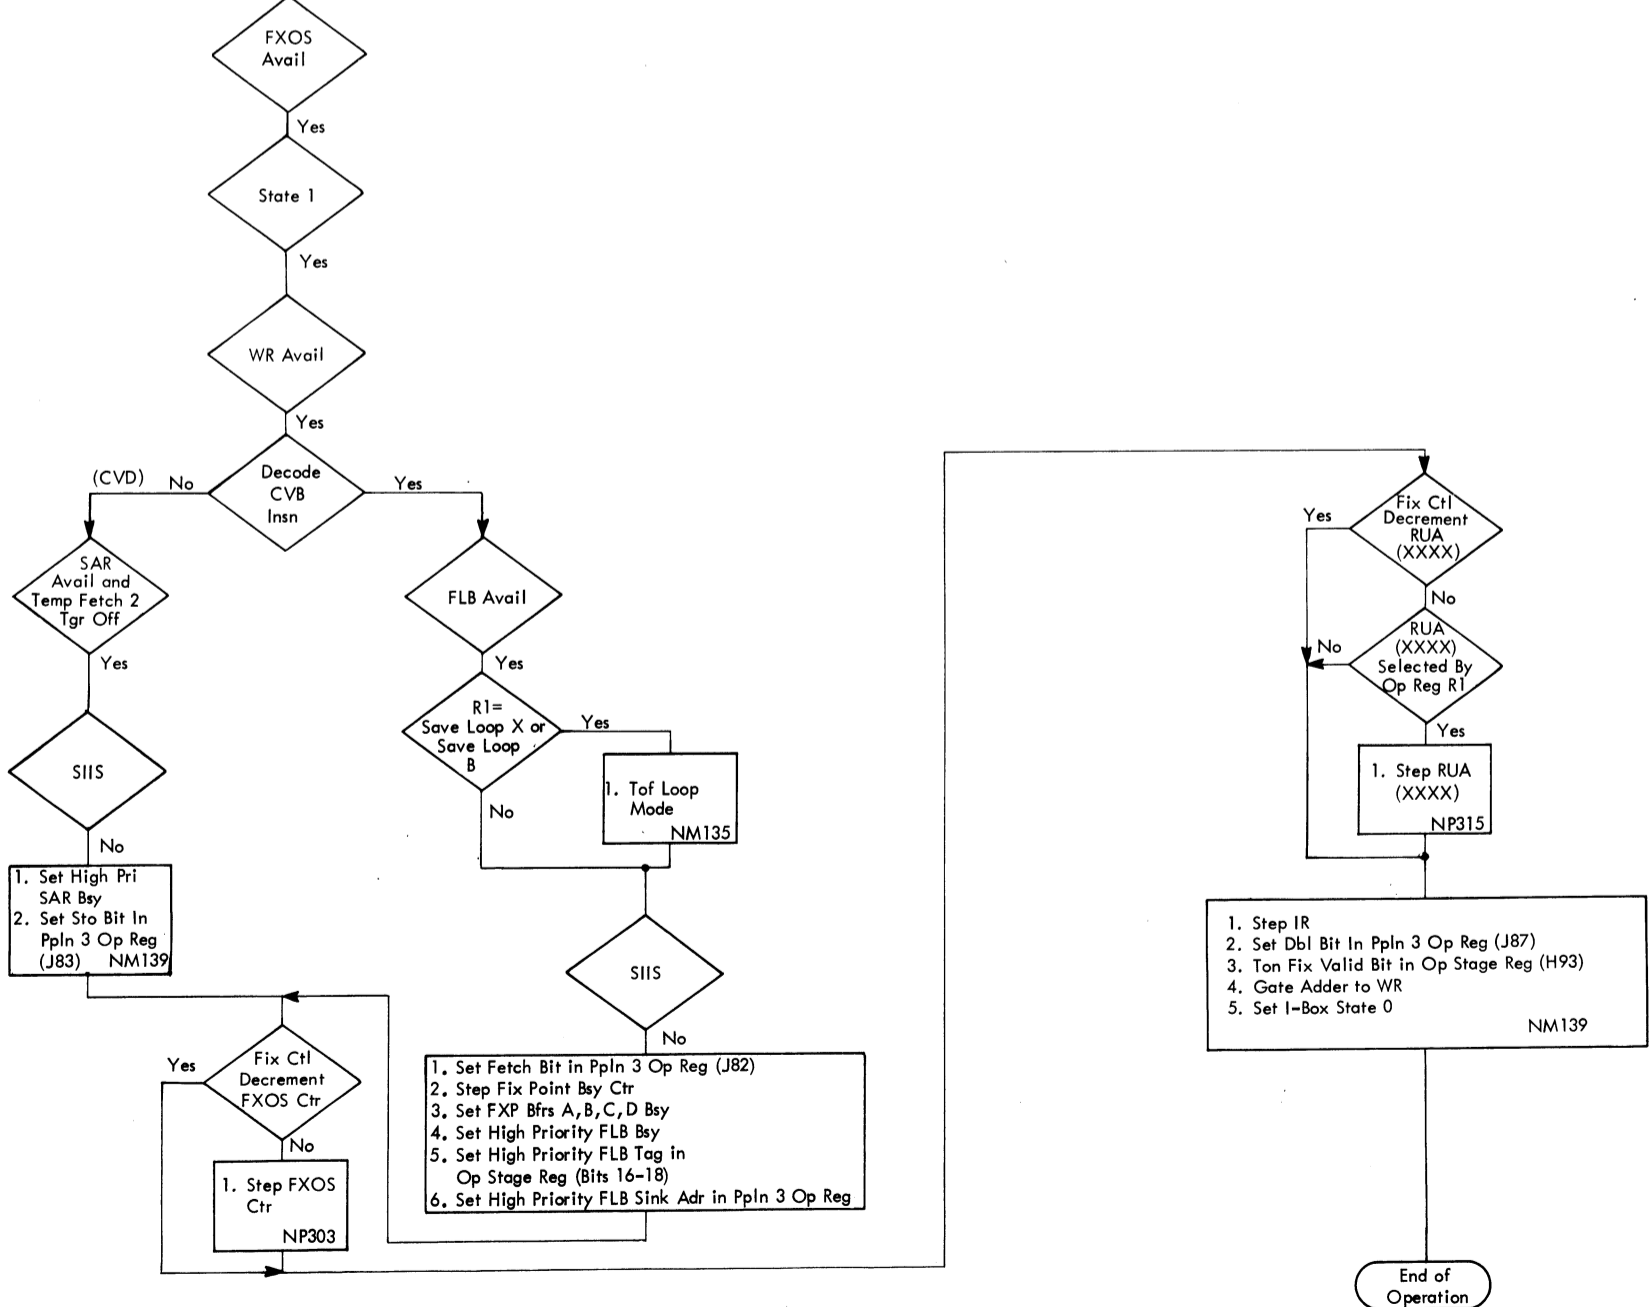 FXOS
Avail
Yes
State 1
Yes
WR Avail
Yes
Decode
CVB
Insn
(CVD) No
Yes
SAR
Avail and
Temp Fetch 2
Tgr Off
Yes
SIIS
No
1. Set High Pri
SAR Bsy
2. Set Sto Bit In
Ppln 3 Op Reg
(J83) NM139
FLB Avail
Yes
R1=
Save Loop X or
Save Loop
B
Yes
1. Tof Loop
Mode
NM135
No
SIIS
No
1. Set Fetch Bit in Ppln 3 Op Reg (J82)
2. Step Fix Point Bsy Ctr
3. Set FXP Bfrs A,B,C,D Bsy
4. Set High Priority FLB Bsy
5. Set High Priority FLB Tag in
Op Stage Reg (Bits 16-18)
6. Set High Priority FLB Sink Adr in Ppln 3 Op Reg
Yes
Fix Ctl
Decrement
FXOS Ctr
No
1. Step FXOS
Ctr
NP303
Fix Ctl
Decrement
RUA
(XXXX)
Yes
No
RUA
(XXXX)
Selected By
Op Reg R1
No
Yes
1. Step RUA
(XXXX)
NP315
1. Step IR
2. Set Dbl Bit In Ppln 3 Op Reg (J87)
3. Ton Fix Valid Bit in Op Stage Reg (H93)
4. Gate Adder to WR
5. Set I-Box State 0
NM139
End of
Operation